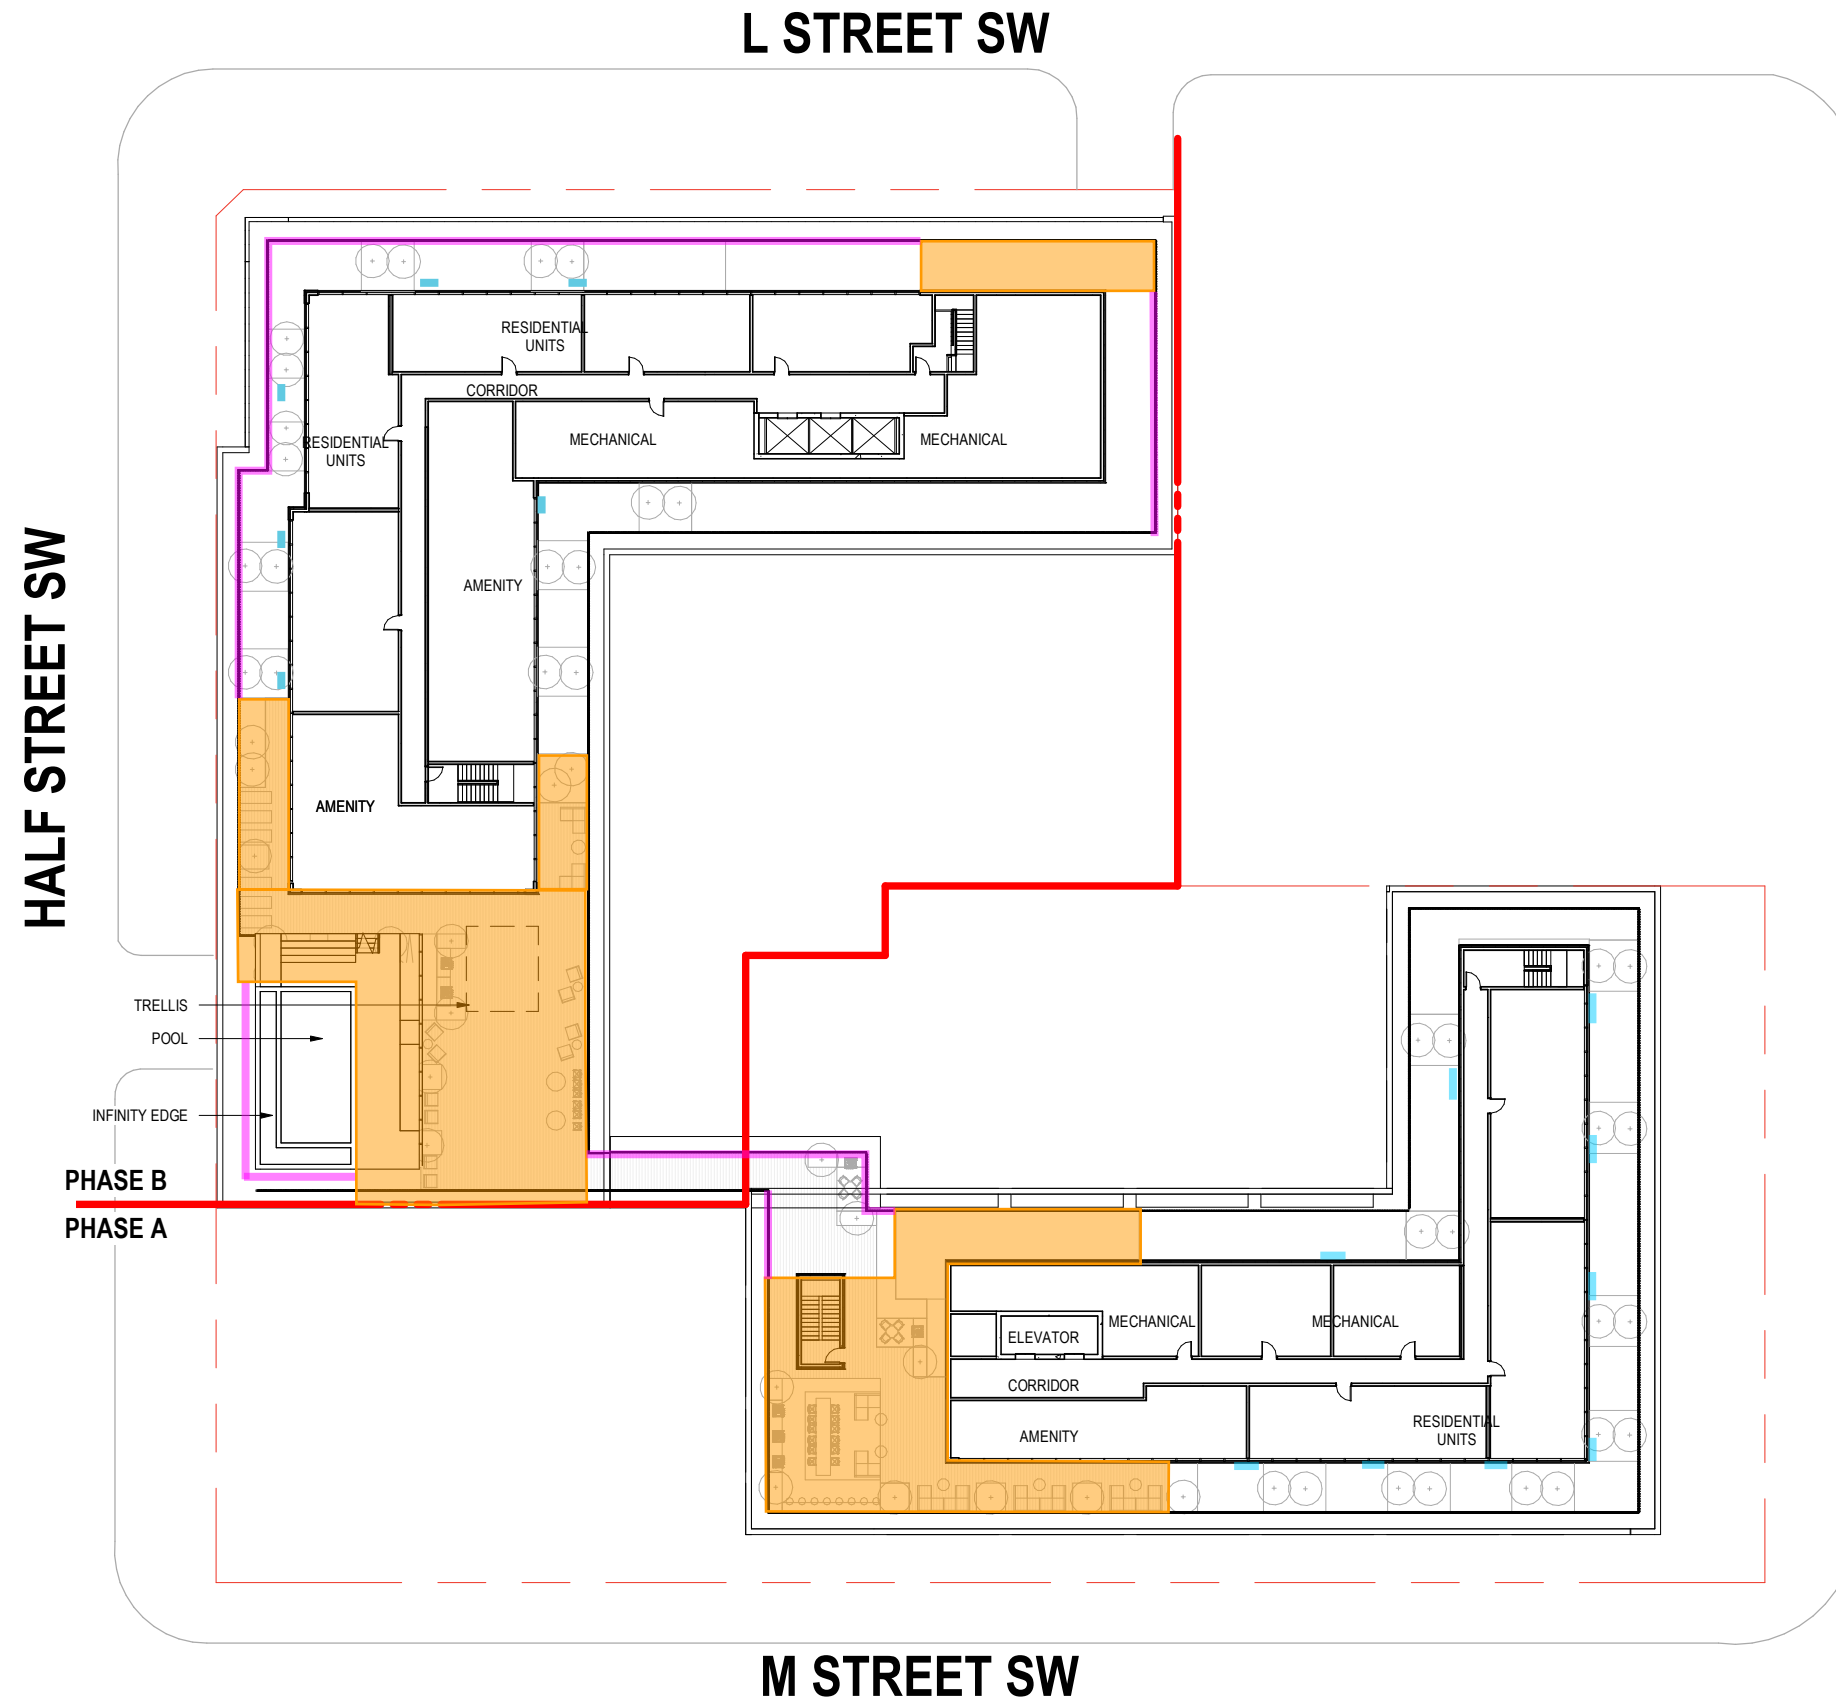 L STREET SW
RESIDENTIAL
UNITS
CORRIDOR
RESIDENTIAL
UNITS
MECHANICAL
MECHANICAL
HALF STREET SW
AMENITY
AMENITY
TRELLIS
POOL
INFINITY EDGE
PHASE B
PHASE A
MECHANICAL
MECHANICAL
ELEVATOR
CORRIDOR
RESIDENTIAL
UNITS
AMENITY
M STREET SW